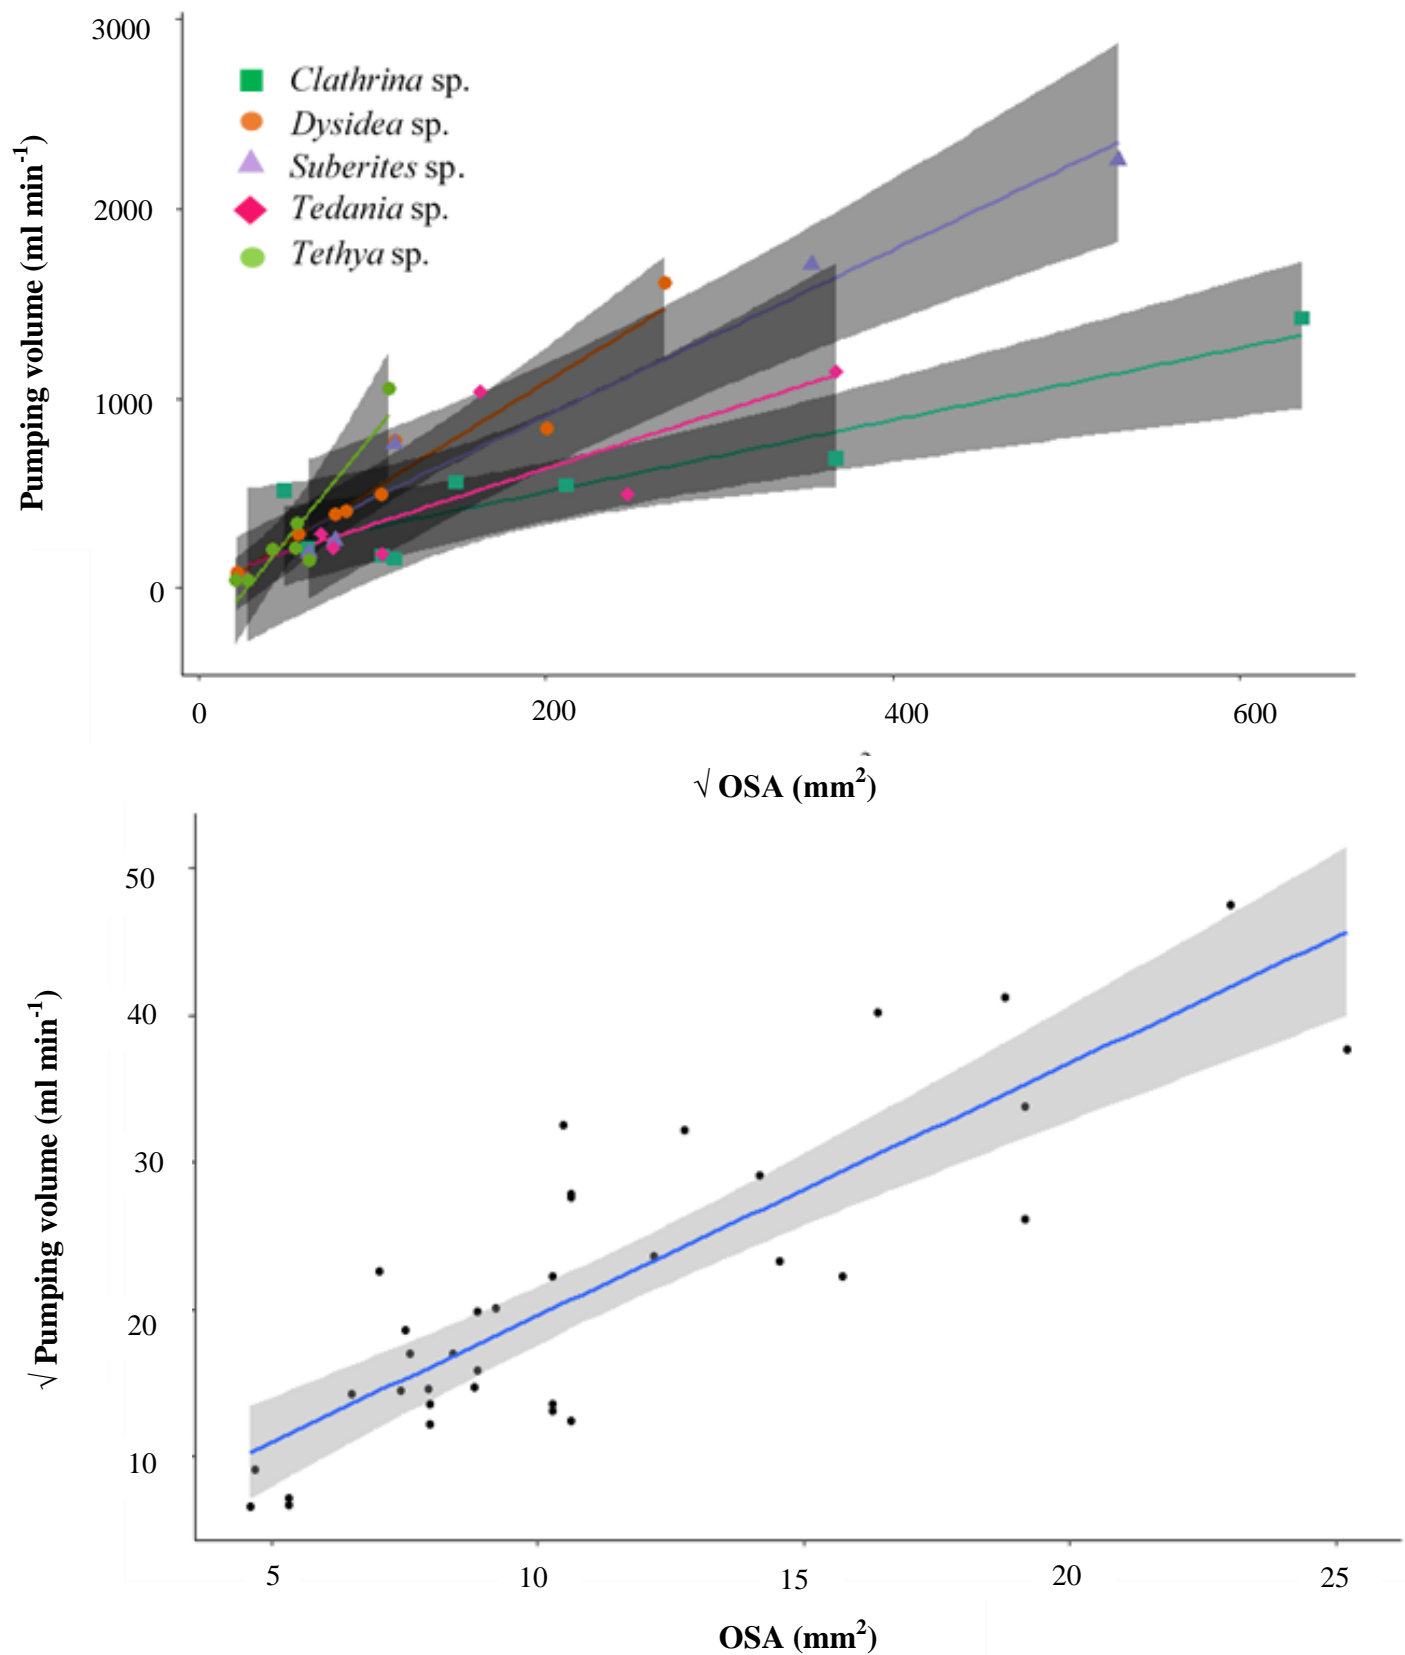 3000
2000
1000
0
Pumping volume (ml min⁻¹)
Clathrina sp.
Dysidea sp.
Suberites sp.
Tedania sp.
Tethya sp.
0 200 400 600
√ OSA (mm²)
50
40
30
20
10
√ Pumping volume (ml min⁻¹)
5 10 15 20 25
OSA (mm²)